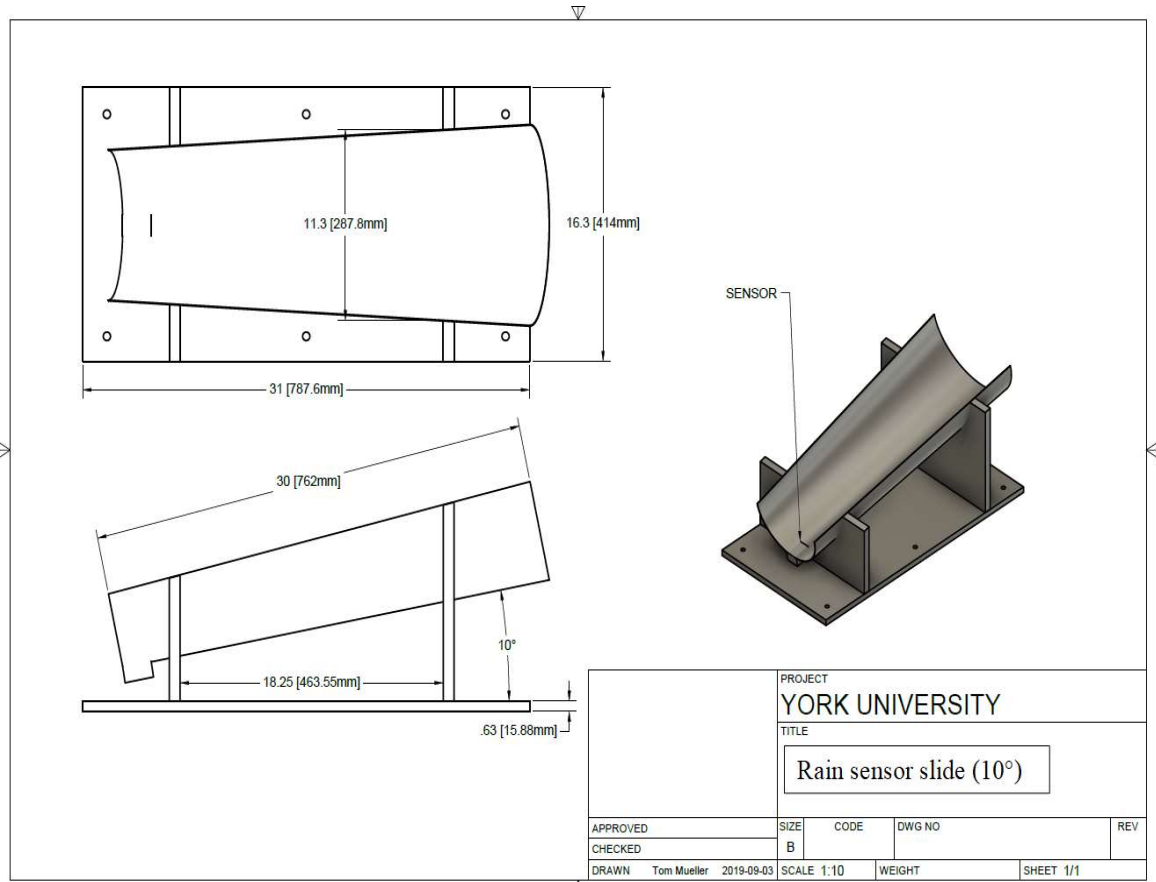 11.3 [287.8mm]
16.3 [414mm]
31 [787.6mm]
SENSOR
30 [762mm]
10°
18.25 [463.55mm]
.63 [15.88mm]
PROJECT
YORK UNIVERSITY
TITLE
Rain sensor slide (10°)
APPROVED
CHECKED
DRAWN Tom Mueller 2019-09-03
SIZE CODE DWG NO REV
B
SCALE 1:10 WEIGHT SHEET 1/1